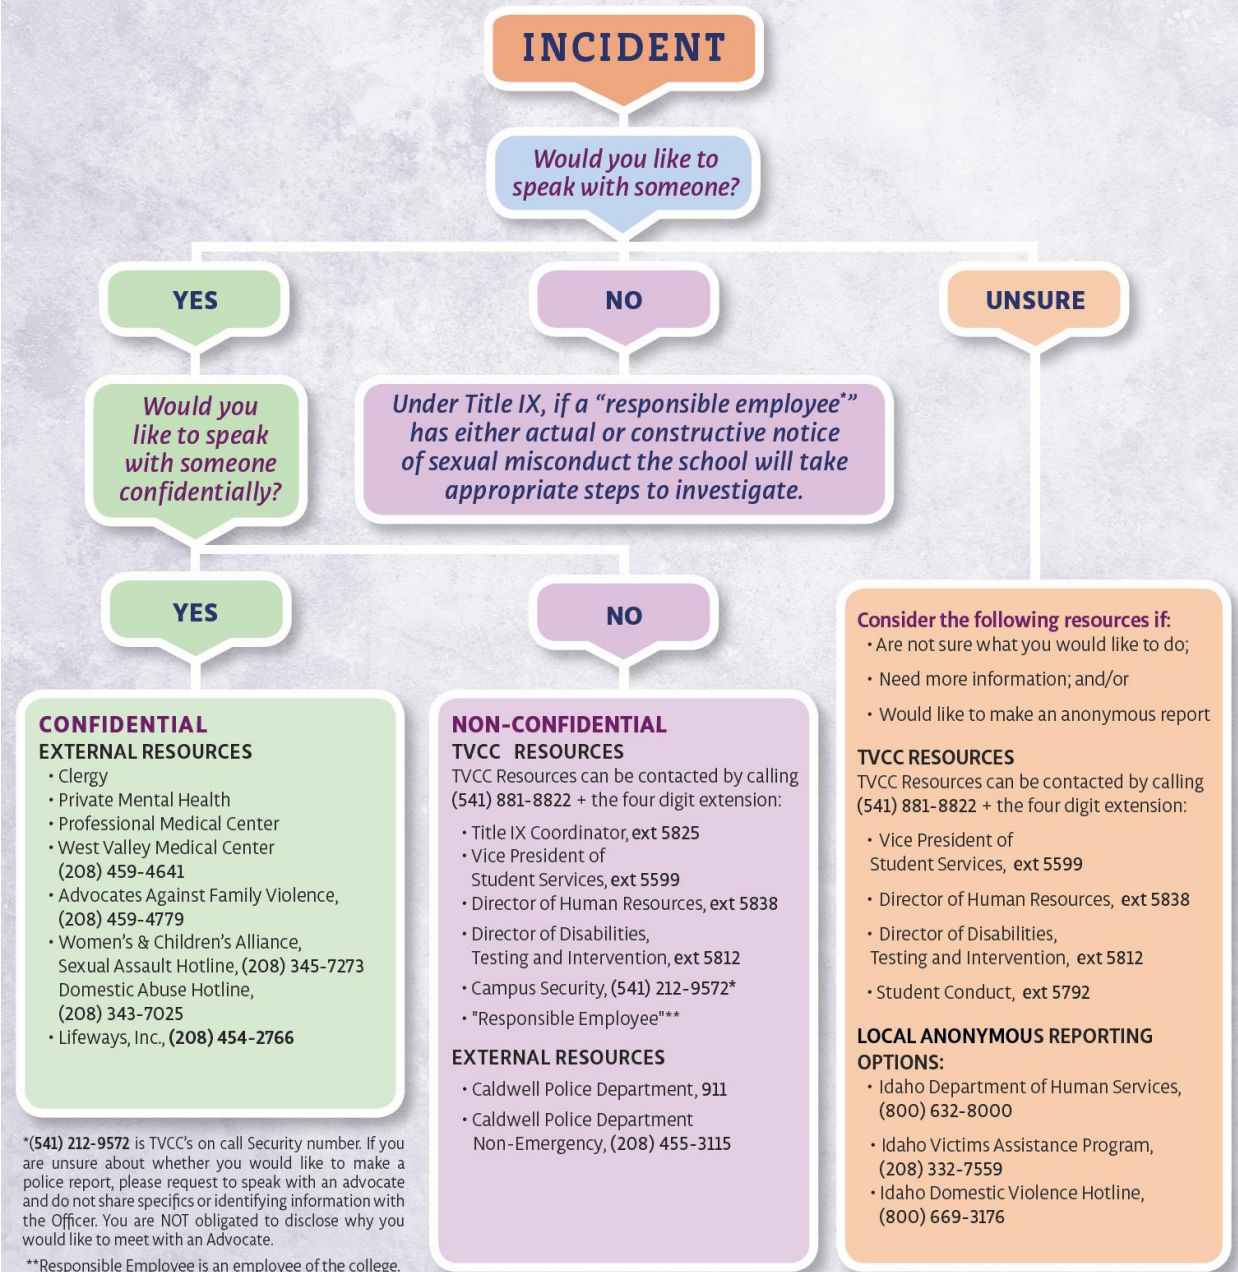 INCIDENT
Would you like to
speak with someone?
YES
NO
UNSURE
Would you
like to speak
with someone
confidentially?
Under Title IX, if a “responsible employee*”
has either actual or constructive notice
of sexual misconduct the school will take
appropriate steps to investigate.
YES
NO
CONFIDENTIAL
EXTERNAL RESOURCES
• Clergy
• Private Mental Health
• Professional Medical Center
• West Valley Medical Center
(208) 459-4641
• Advocates Against Family Violence,
(208) 459-4779
• Women’s & Children’s Alliance,
Sexual Assault Hotline, (208) 345-7273
Domestic Abuse Hotline,
(208) 343-7025
• Lifeways, Inc., (208) 454-2766
*(541) 212-9572 is TVCC’s on call Security number. If you
are unsure about whether you would like to make a
police report, please request to speak with an advocate
and do not share specifics or identifying information with
the Officer. You are NOT obligated to disclose why you
would like to meet with an Advocate.
**Responsible Employee is an employee of the college.
NON-CONFIDENTIAL
TVCC RESOURCES
TVCC Resources can be contacted by calling
(541) 881-8822 + the four digit extension:
• Title IX Coordinator, ext 5825
• Vice President of
Student Services, ext 5599
• Director of Human Resources, ext 5838
• Director of Disabilities,
Testing and Intervention, ext 5812
• Campus Security, (541) 212-9572*
• "Responsible Employee"**
EXTERNAL RESOURCES
• Caldwell Police Department, 911
• Caldwell Police Department
Non-Emergency, (208) 455-3115
Consider the following resources if:
• Are not sure what you would like to do;
• Need more information; and/or
• Would like to make an anonymous report
TVCC RESOURCES
TVCC Resources can be contacted by calling
(541) 881-8822 + the four digit extension:
• Vice President of
Student Services, ext 5599
• Director of Human Resources, ext 5838
• Director of Disabilities,
Testing and Intervention, ext 5812
• Student Conduct, ext 5792
LOCAL ANONYMOUS REPORTING
OPTIONS:
• Idaho Department of Human Services,
(800) 632-8000
• Idaho Victims Assistance Program,
(208) 332-7559
• Idaho Domestic Violence Hotline,
(800) 669-3176